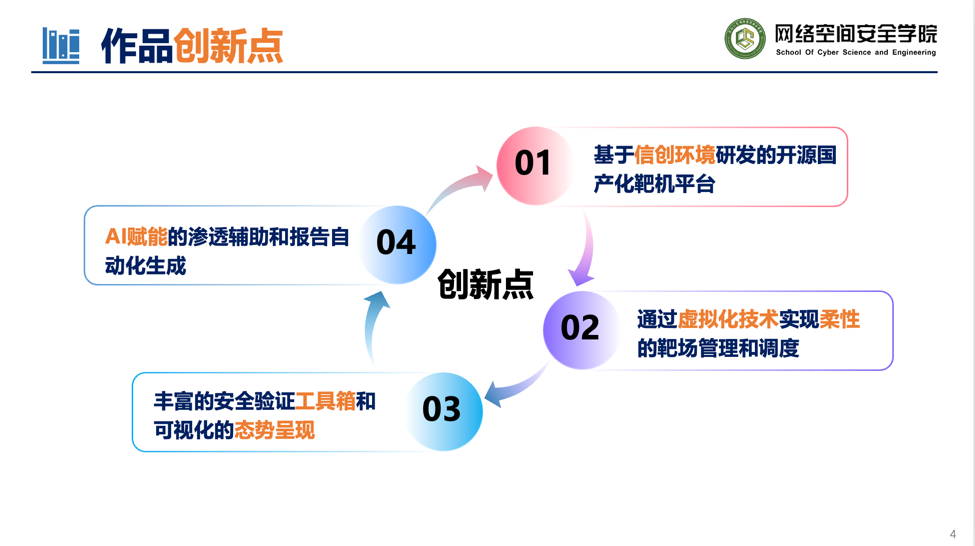 作品创新点
网络空间安全学院
School Of Cyber Science and Engineering
01
基于信创环境研发的开源国
产化靶机平台
04
AI赋能的渗透辅助和报告自
动化生成
创新点
02
通过虚拟化技术实现柔性
的靶场管理和调度
03
丰富的安全验证工具箱和
可视化的态势呈现
4